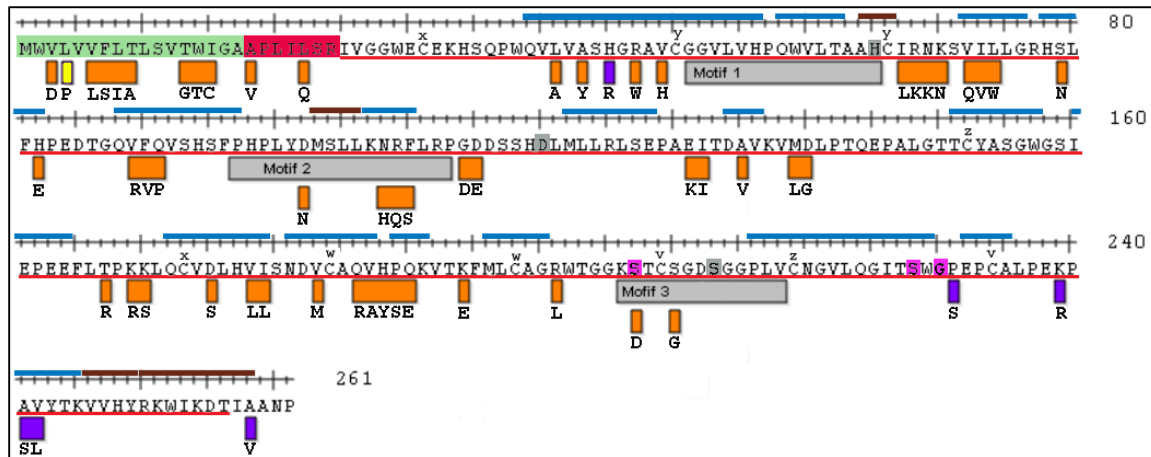 80
x y y
MWVLVVFLTLSVTWIGAAPLILSRIVGGWECEKHSQPWQVLVASHGRAVCGGVLVHPQWVLTAAHCIRNKSVILLGRHSL
Motif 1
D P LSIA GTC V Q A Y R W H LKKN QVW N
160
z
FHPEDTGQVFQVSHSFPHPLYDMSLLKNRFLRPGDDSSHDLMLLRLSEPAEITDAVKVMDLPTQEPALGTTCYASGWGSI
Motif 2
E RVP DE KI V LG
N HQS
240
x w w v z v
EPEEFLTPKKLQCVDLHVISNDVCAQVHPQKVTKFMLCAGRWTGGKSTCSGDSGGPLVCNGVLQGITSWGPEPCALPEKP
Motif 3
R RS S LL M RAYSE E L S R
D G
261
AVYTKVVHYRKWIKDTIAANP
SL V